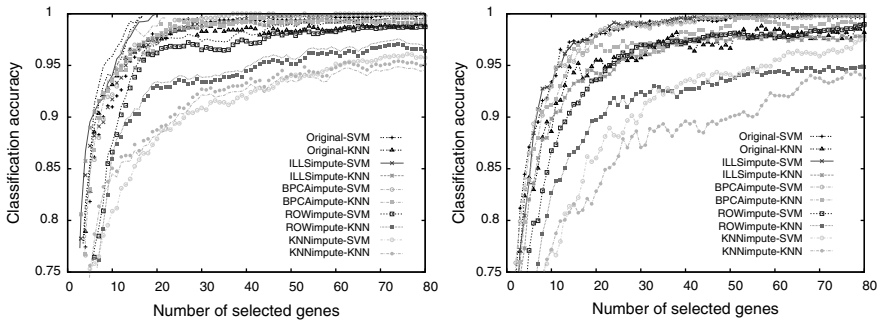 1
0.95
0.9
0.85
0.8
0.75
Classification accuracy
Original-SVM
Original-KNN
ILLSimpute-SVM
ILLSimpute-KNN
BPCAimpute-SVM
BPCAimpute-KNN
ROWimpute-SVM
ROWimpute-KNN
KNNimpute-SVM
KNNimpute-KNN
0 10 20 30 40 50 60 70 80
Number of selected genes
1
0.95
0.9
0.85
0.8
0.75
Classification accuracy
Original-SVM
Original-KNN
ILLSimpute-SVM
ILLSimpute-KNN
BPCAimpute-SVM
BPCAimpute-KNN
ROWimpute-SVM
ROWimpute-KNN
KNNimpute-SVM
KNNimpute-KNN
0 10 20 30 40 50 60 70 80
Number of selected genes